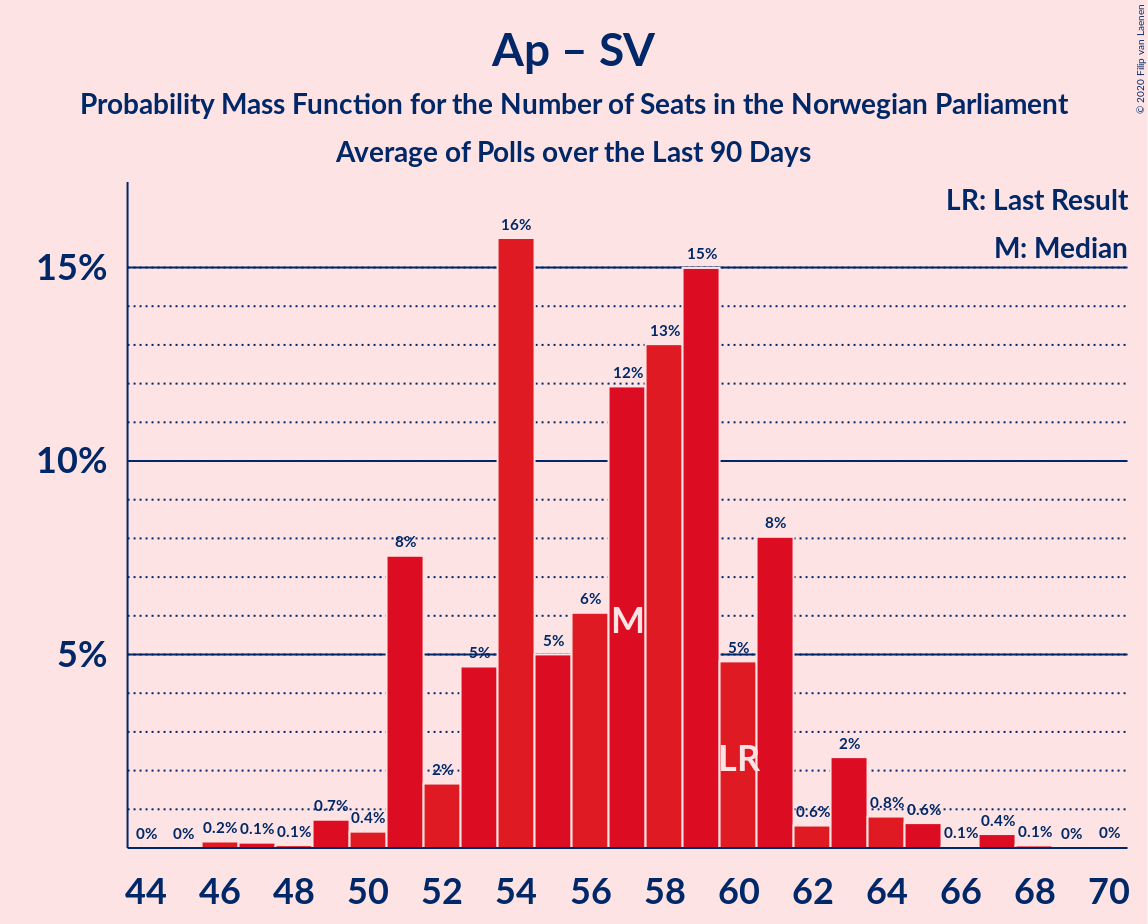 Ap – SV
Probability Mass Function for the Number of Seats in the Norwegian Parliament
Average of Polls over the Last 90 Days
© 2020 Filip van Laenen
LR: Last Result
M: Median
15%
10%
5%
0% 0% 0.2% 0.1% 0.1% 0.7% 0.4% 8% 2% 5% 16% 5% 6% 12% 13% 15% 5% 8% 0.6% 2% 0.8% 0.6% 0.1% 0.4% 0.1% 0% 0%
M
LR
44 46 48 50 52 54 56 58 60 62 64 66 68 70